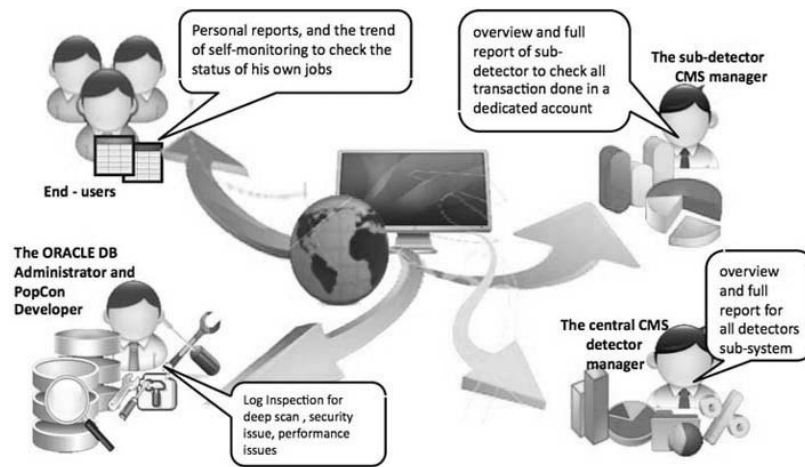 Personal reports, and the trend
of self-monitoring to check the
status of his own jobs
End - users
overview and full
report of sub-
detector to check all
transaction done in a
dedicated account
The sub-detector
CMS manager
The ORACLE DB
Administrator and
PopCon
Developer
Log Inspection for
deep scan , security
issue, performance
issues
The central CMS
detector
manager
overview
and full
report for
all detectors
sub-system